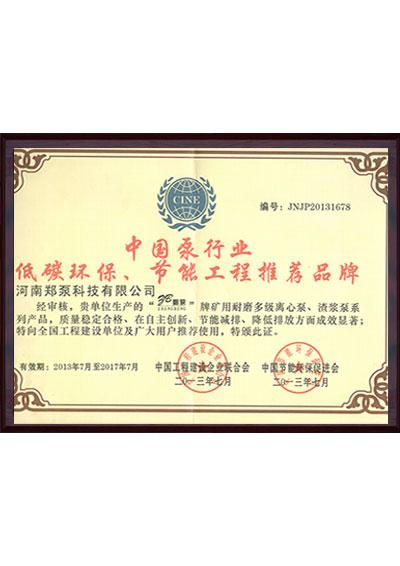 CINE
编号：JNJP20131678
中国泵行业
低碳环保、节能工程推荐品牌
河南郑泵科技有限公司
经审核，贵单位生产的“ZB郑泵 ZHENGBENG”牌矿用耐磨多级离心泵、渣浆泵系
列产品，质量稳定合格、在自主创新、节能减排、降低排放方面成效显著；
特向全国工程建设单位及广大用户推荐使用，特颁此证。
有效期：2013年7月至2017年7月
中国工程建设企业联合会 中国节能环保促进会
二〇一三年七月 二〇一三年七月